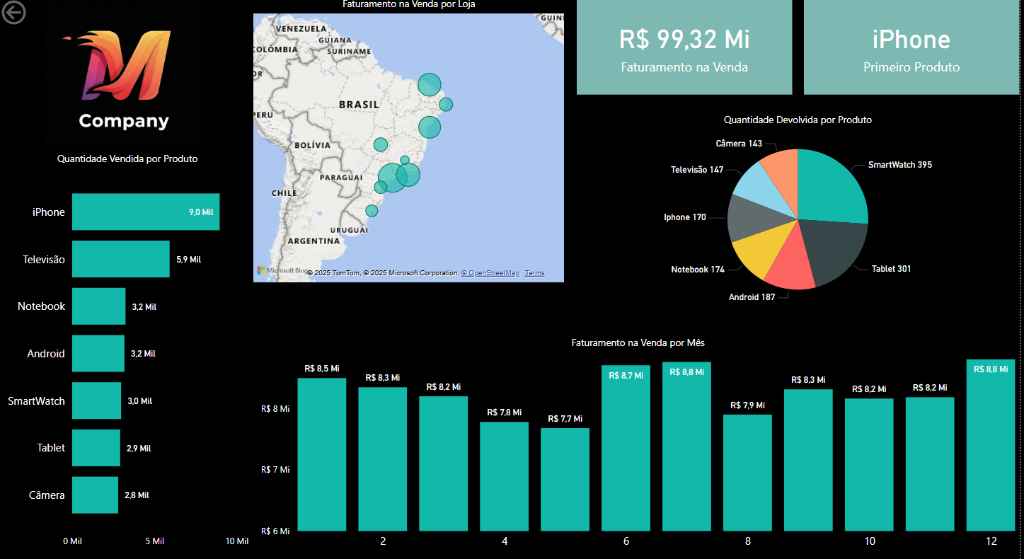 Company
Quantidade Vendida por Produto
iPhone
9,0 Mil
Televisão
5,9 Mil
Notebook
3,2 Mil
Android
3,2 Mil
SmartWatch
3,0 Mil
Tablet
2,9 Mil
Câmera
2,8 Mil
0 Mil
5 Mil
10 Mil
Faturamento na Venda por Loja
VENEZUELA
GUIANA
COLÔMBIA
SURINAME
BRASIL
PERU
BOLÍVIA
PARAGUAI
CHILE
URUGUAI
ARGENTINA
GUIN
Microsoft Bing
© 2025 TomTom, © 2025 Microsoft Corporation, © OpenStreetMap Terms
R$ 99,32 Mi
Faturamento na Venda
iPhone
Primeiro Produto
Quantidade Devolvida por Produto
Câmera 143
SmartWatch 395
Televisão 147
Iphone 170
Notebook 174
Tablet 301
Android 187
Faturamento na Venda por Mês
R$ 8 Mi
R$ 7 Mi
R$ 6 Mi
R$ 8,5 Mi
R$ 8,3 Mi
R$ 8,2 Mi
R$ 7,8 Mi
R$ 7,7 Mi
R$ 8,7 Mi
R$ 8,8 Mi
R$ 7,9 Mi
R$ 8,3 Mi
R$ 8,2 Mi
R$ 8,2 Mi
R$ 8,8 Mi
2
4
6
8
10
12